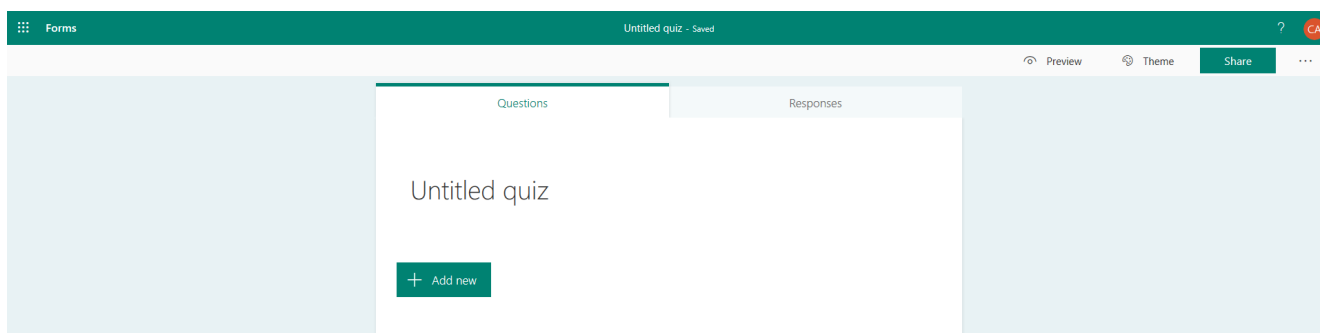 Forms
Untitled quiz - Saved
?
CA
Preview
Theme
Share
...
Questions
Responses
Untitled quiz
+ Add new